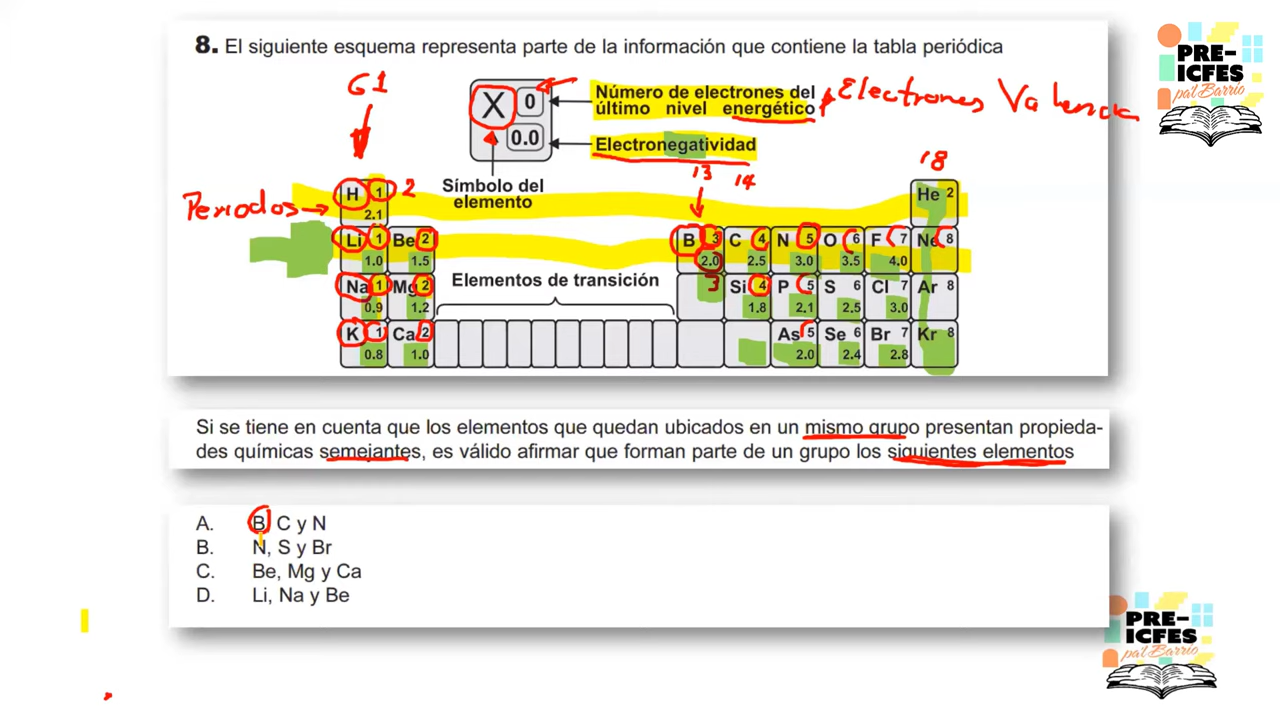 8. El siguiente esquema representa parte de la información que contiene la tabla periódica
PRE-
ICFES
pal Barrio
G1
X 0
0.0
Número de electrones del
último nivel energético
Electrones Valencia
Electronegatividad
Símbolo del
elemento
13
14
18
Periodos
H 1 2
2.1
He 2
Li 1 Be 2 B 3 C 4 N 5 O 6 F 7 Ne 8
1.0 1.5 2.0 2.5 3.0 3.5 4.0
Elementos de transición
Na 1 Mg 2 3 Si 4 P 5 S 6 Cl 7 Ar 8
0.9 1.2 1.8 2.1 2.5 3.0
K 1 Ca 2 As 5 Se 6 Br 7 Kr 8
0.8 1.0 2.0 2.4 2.8
Si se tiene en cuenta que los elementos que quedan ubicados en un mismo grupo presentan propieda-
des químicas semejantes, es válido afirmar que forman parte de un grupo los siguientes elementos
A. B, C y N
B. N, S y Br
C. Be, Mg y Ca
D. Li, Na y Be
PRE-
ICFES
pal Barrio